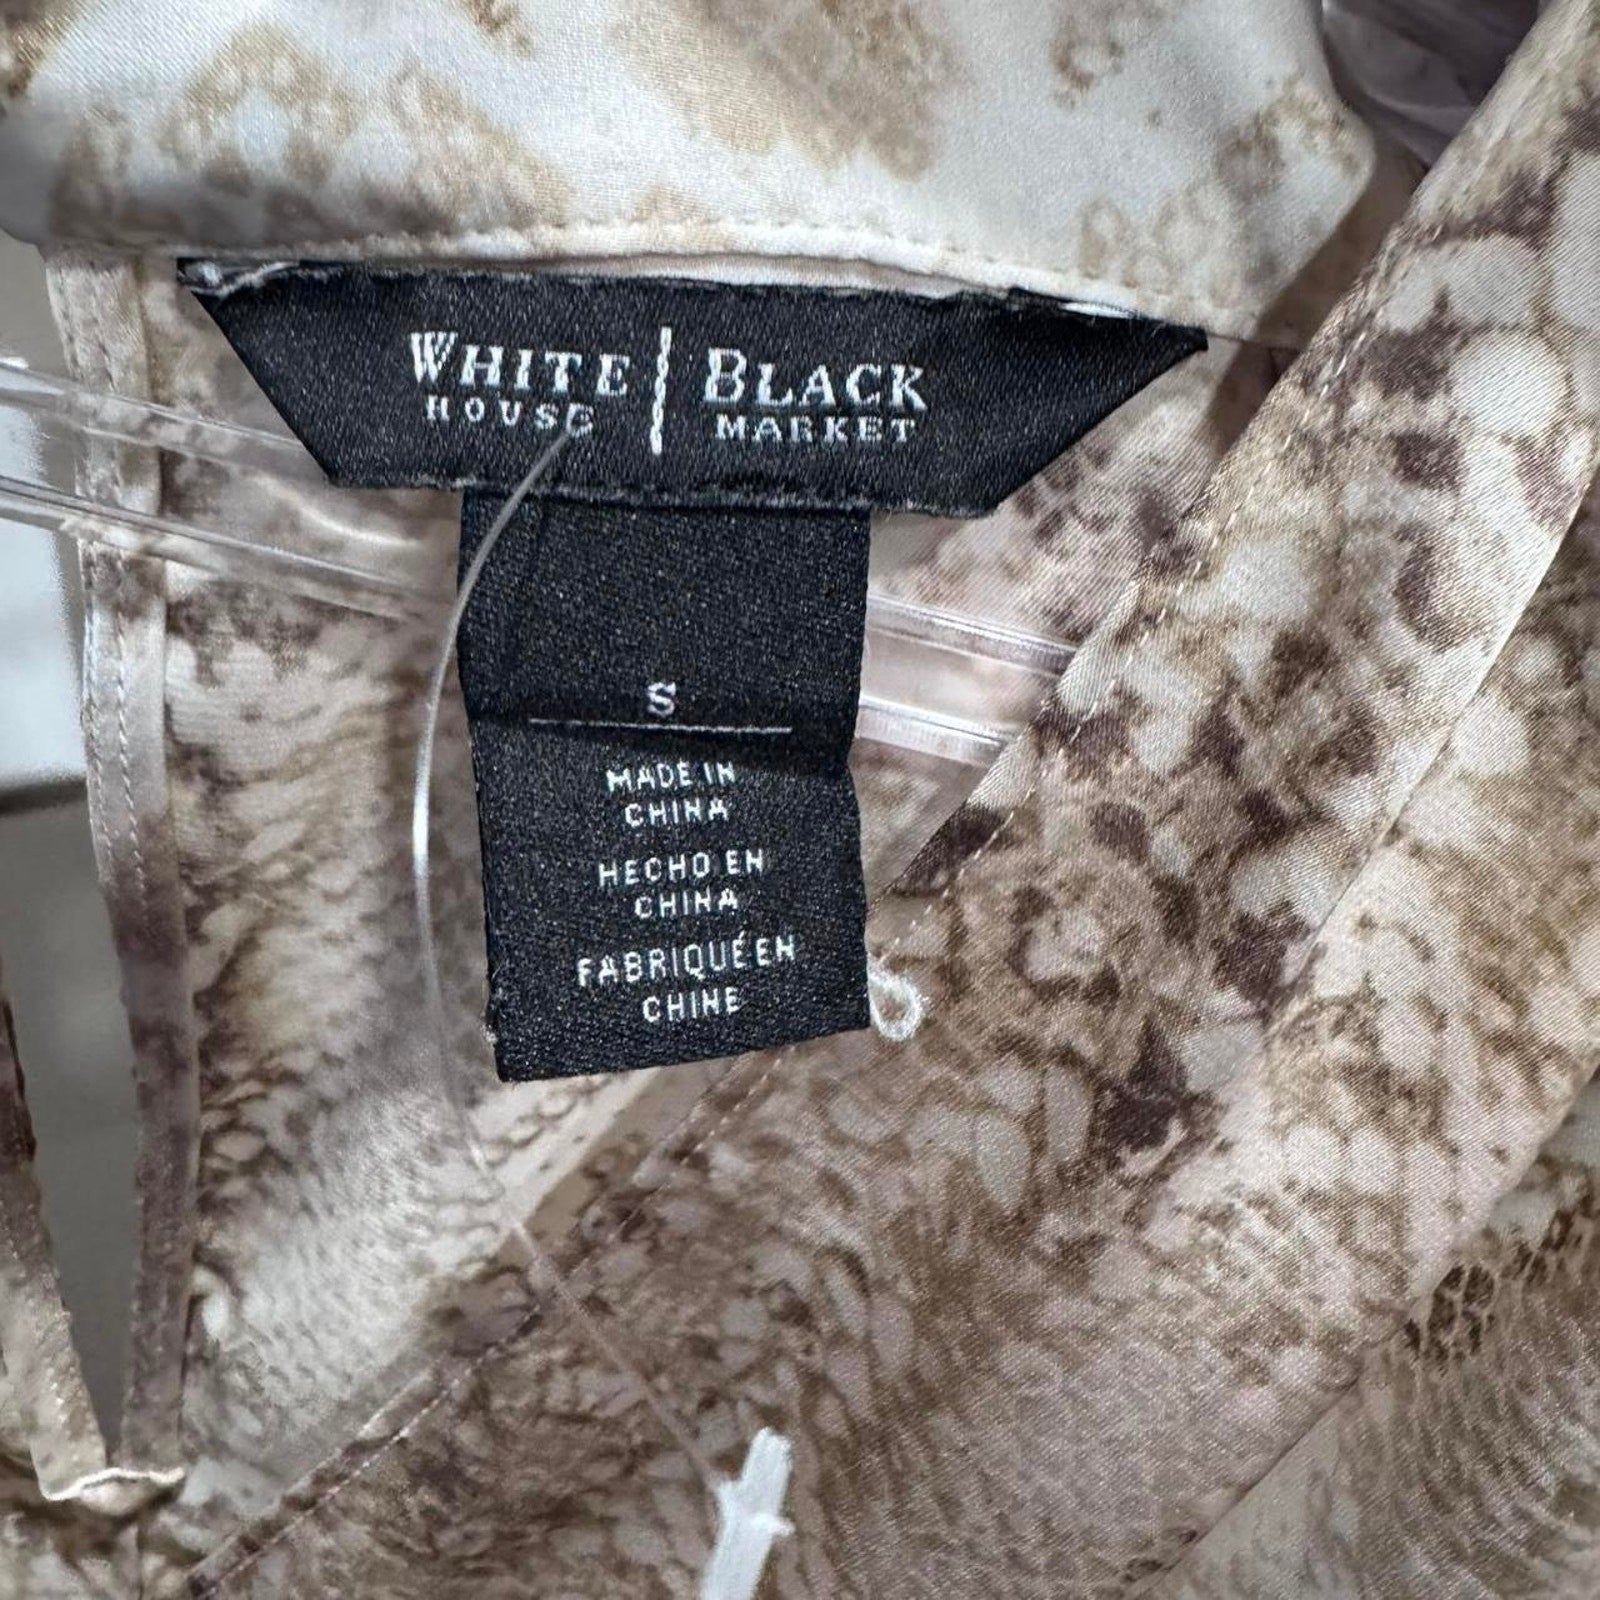 WHITE | BLACK
HOUSE MARKET
S
MADE IN
CHINA
HECHO EN
CHINA
FABRIQUÉ EN
CHINE